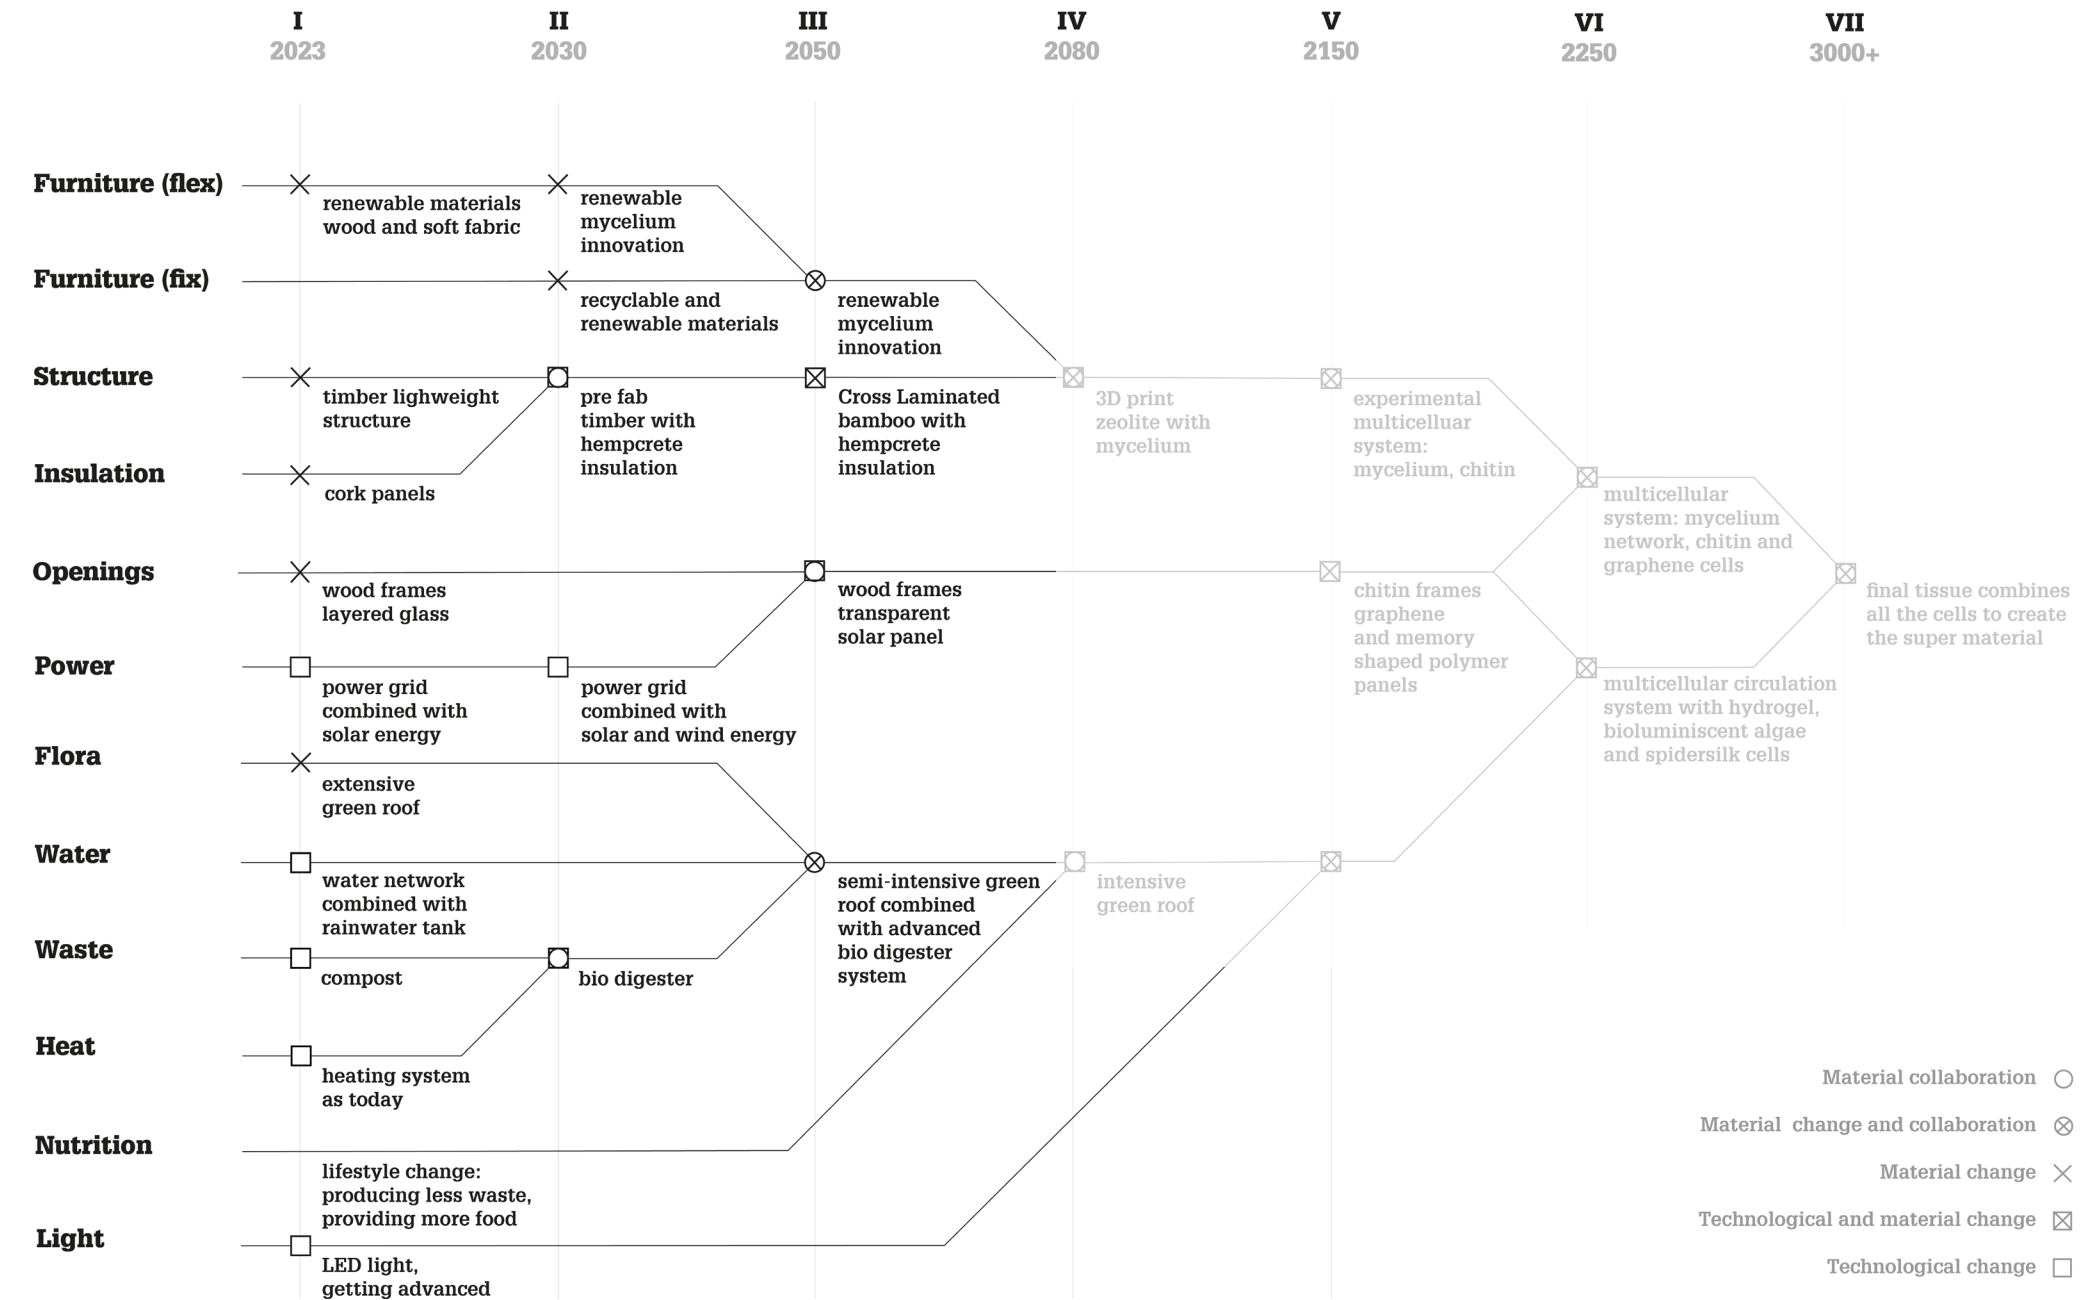 I
II
III
IV
V
VI
VII
2023
2030
2050
2080
2150
2250
3000+
Furniture (flex)
renewable materials
wood and soft fabric
renewable
mycelium
innovation
Furniture (fix)
recyclable and
renewable materials
renewable
mycelium
innovation
Structure
timber lighweight
structure
pre fab
timber with
hempcrete
insulation
Cross Laminated
bamboo with
hempcrete
insulation
3D print
zeolite with
mycelium
experimental
multicelluar
system:
mycelium, chitin
Insulation
cork panels
multicellular
system: mycelium
network, chitin and
graphene cells
Openings
wood frames
layered glass
wood frames
transparent
solar panel
chitin frames
graphene
and memory
shaped polymer
panels
final tissue combines
all the cells to create
the super material
Power
power grid
combined with
solar energy
power grid
combined with
solar and wind energy
multicellular circulation
system with hydrogel,
bioluminiscent algae
and spidersilk cells
Flora
extensive
green roof
Water
water network
combined with
rainwater tank
semi-intensive green
roof combined
with advanced
bio digester
system
intensive
green roof
Waste
compost
bio digester
Heat
heating system
as today
Nutrition
lifestyle change:
producing less waste,
providing more food
Light
LED light,
getting advanced
Material collaboration
Material  change and collaboration
Material change
Technological and material change
Technological change